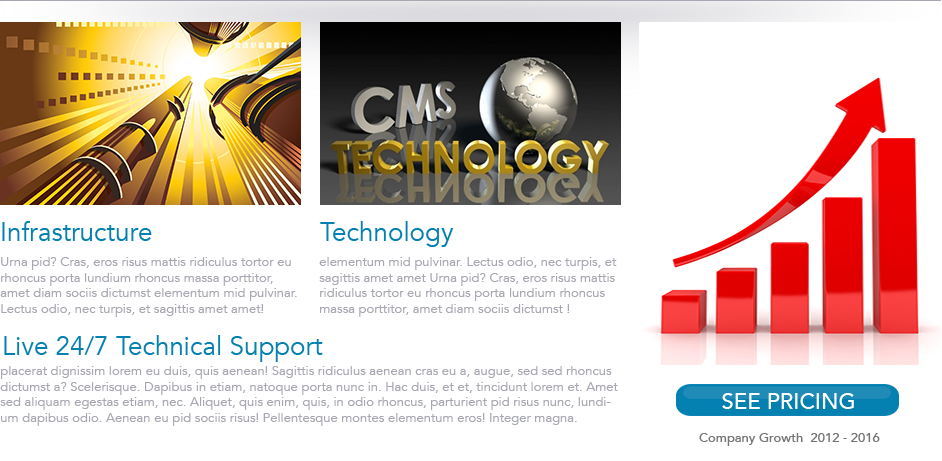 CMS
TECHNOLOGY
Infrastructure
Urna pid? Cras, eros risus mattis ridiculus tortor eu
rhoncus porta lundium rhoncus massa porttitor,
amet diam sociis dictumst elementum mid pulvinar.
Lectus odio, nec turpis, et sagittis amet amet!
Technology
elementum mid pulvinar. Lectus odio, nec turpis, et
sagittis amet amet Urna pid? Cras, eros risus mattis
ridiculus tortor eu rhoncus porta lundium rhoncus
massa porttitor, amet diam sociis dictumst !
Live 24/7 Technical Support
placerat dignissim lorem eu duis, quis aenean! Sagittis ridiculus aenean cras eu a, augue, sed sed rhoncus
dictumst a? Scelerisque. Dapibus in etiam, natoque porta nunc in. Hac duis, et et, tincidunt lorem et. Amet
sed aliquam egestas etiam, nec. Aliquet, quis enim, quis, in odio rhoncus, parturient pid risus nunc, lundi-
um dapibus odio. Aenean eu pid sociis risus! Pellentesque montes elementum eros! Integer magna.
SEE PRICING
Company Growth 2012 - 2016